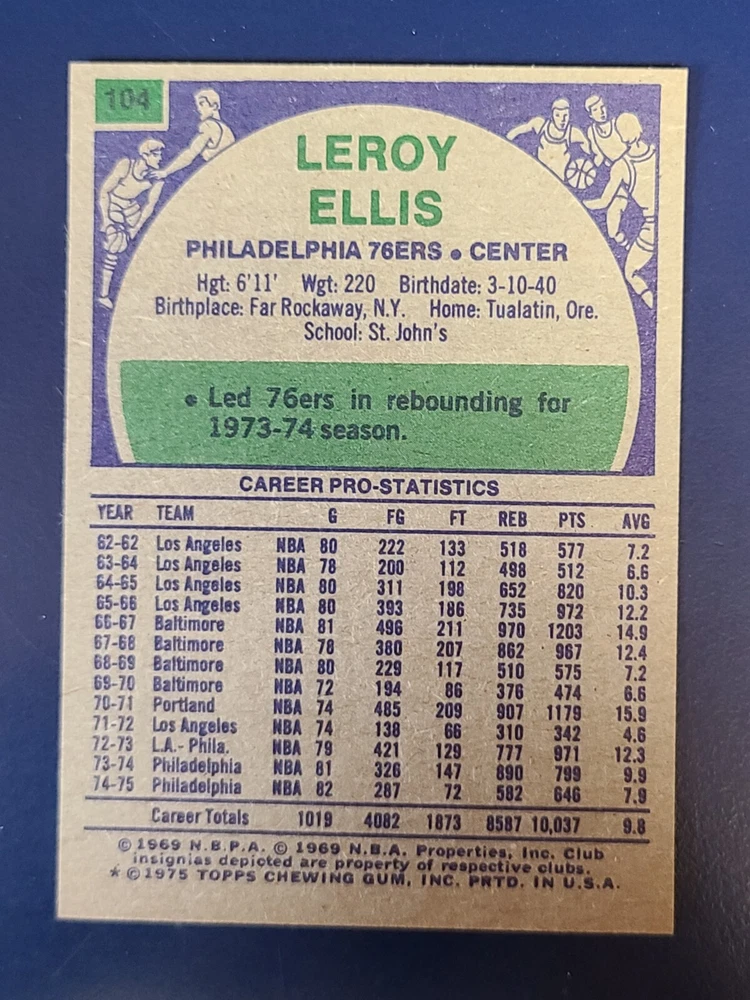 104
LEROY
ELLIS
PHILADELPHIA 76ERS • CENTER
Hgt: 6'11' Wgt: 220 Birthdate: 3-10-40
Birthplace: Far Rockaway, N.Y. Home: Tualatin, Ore.
School: St. John's
• Led 76ers in rebounding for
1973-74 season.
CAREER PRO-STATISTICS
YEAR TEAM G FG FT REB PTS AVG
62-62 Los Angeles NBA 80 222 133 518 577 7.2
63-64 Los Angeles NBA 78 200 112 498 512 6.6
64-65 Los Angeles NBA 80 311 198 652 820 10.3
65-66 Los Angeles NBA 80 393 186 735 972 12.2
66-67 Baltimore NBA 81 496 211 970 1203 14.9
67-68 Baltimore NBA 78 380 207 862 967 12.4
68-69 Baltimore NBA 80 229 117 510 575 7.2
69-70 Baltimore NBA 72 194 86 376 474 6.6
70-71 Portland NBA 74 485 209 907 1179 15.9
71-72 Los Angeles NBA 74 138 66 310 342 4.6
72-73 L.A.- Phila. NBA 79 421 129 777 971 12.3
73-74 Philadelphia NBA 81 326 147 890 799 9.9
74-75 Philadelphia NBA 82 287 72 582 646 7.9
Career Totals 1019 4082 1873 8587 10,037 9.8
© 1969 N.B.P.A. © 1969 N.B.A. Properties, Inc. Club
insignias depicted are property of respective clubs.
* © 1975 TOPPS CHEWING GUM, INC. PRTD. IN U.S.A.